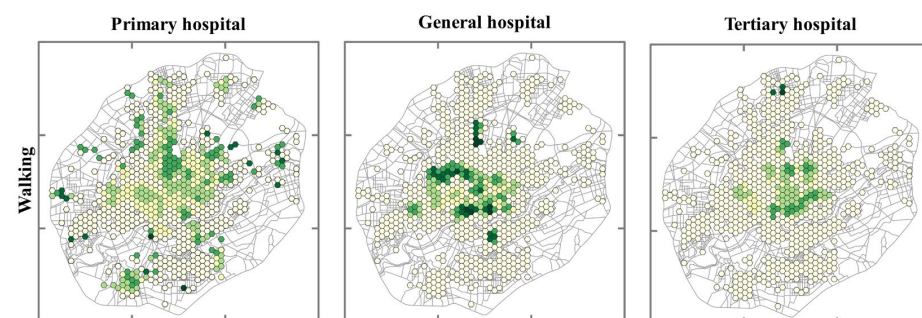 Primary hospital
General hospital
Tertiary hospital
Walking